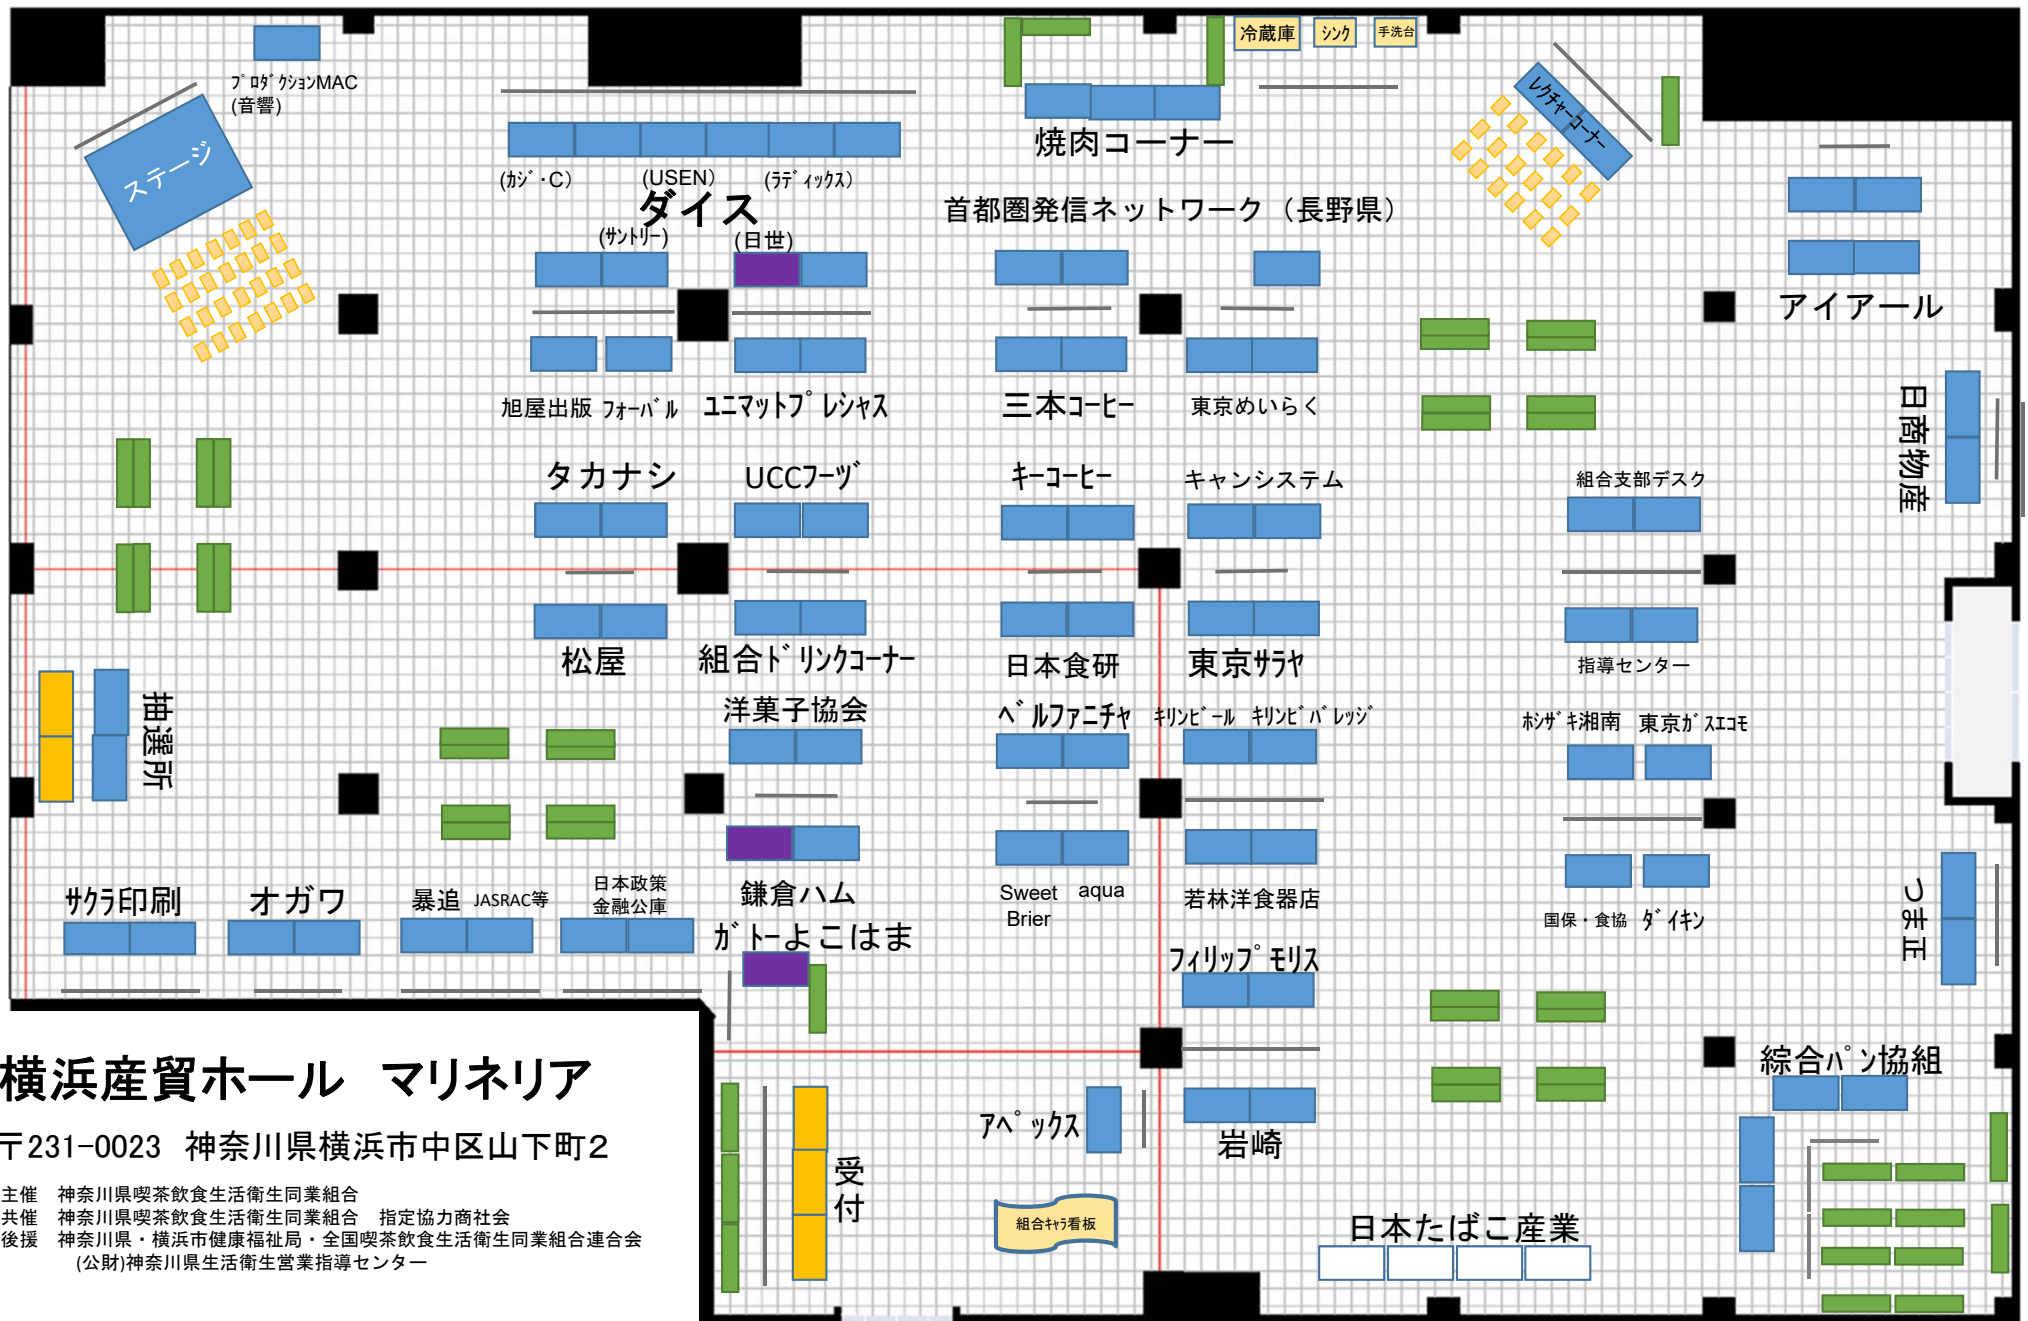 冷蔵庫
シンク
手洗台
プロダクションMAC
(音響)
ステージ
レクチャーコーナー
焼肉コーナー
(カジ・C)
(USEN)
(ラディックス)
ダイス
(サントリー)
(日世)
首都圏発信ネットワーク（長野県）
アイアール
旭屋出版
フォーバル
ユニマットプレシャス
三本コーヒー
東京めいらく
日商物産
タカナシ
UCCフーヅ
キーコーヒー
キャンシステム
組合支部デスク
松屋
組合ドリンクコーナー
日本食研
東京サラヤ
指導センター
抽選所
洋菓子協会
ベルファニチャ
キリンビール
キリンビバレッジ
ホシザキ湘南
東京ガスエコモ
サクラ印刷
オガワ
暴追
JASRAC等
日本政策
金融公庫
鎌倉ハム
Sweet
Brier
aqua
若林洋食器店
国保・食協
ダイキン
つま正
ガトーよこはま
フィリップモリス
横浜産貿ホール　マリネリア
〒231-0023　神奈川県横浜市中区山下町2
主催　神奈川県喫茶飲食生活衛生同業組合
共催　神奈川県喫茶飲食生活衛生同業組合　指定協力商社会
後援　神奈川県・横浜市健康福祉局・全国喫茶飲食生活衛生同業組合連合会
(公財)神奈川県生活衛生営業指導センター
受付
アペックス
岩崎
綜合パン協組
組合キャラ看板
日本たばこ産業